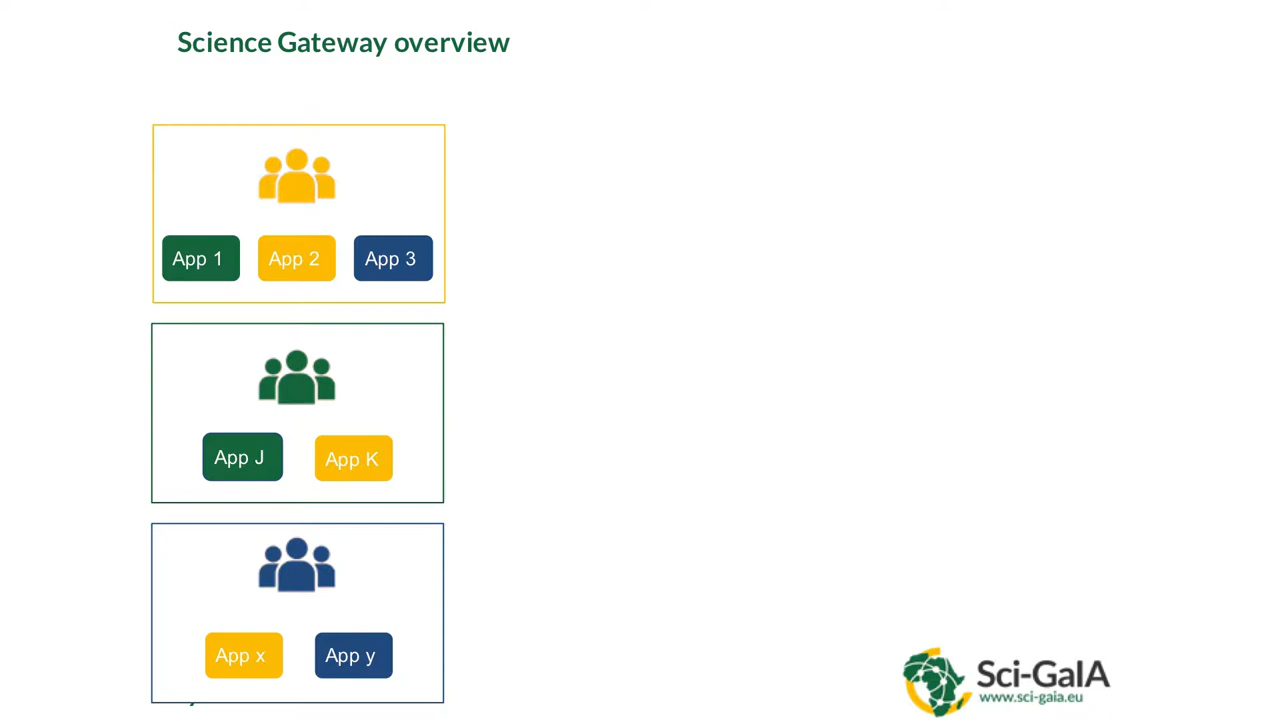 Science Gateway overview
App 1 App 2 App 3
App J App K
App x App y
Sci-GaIA
www.sci-gaia.eu